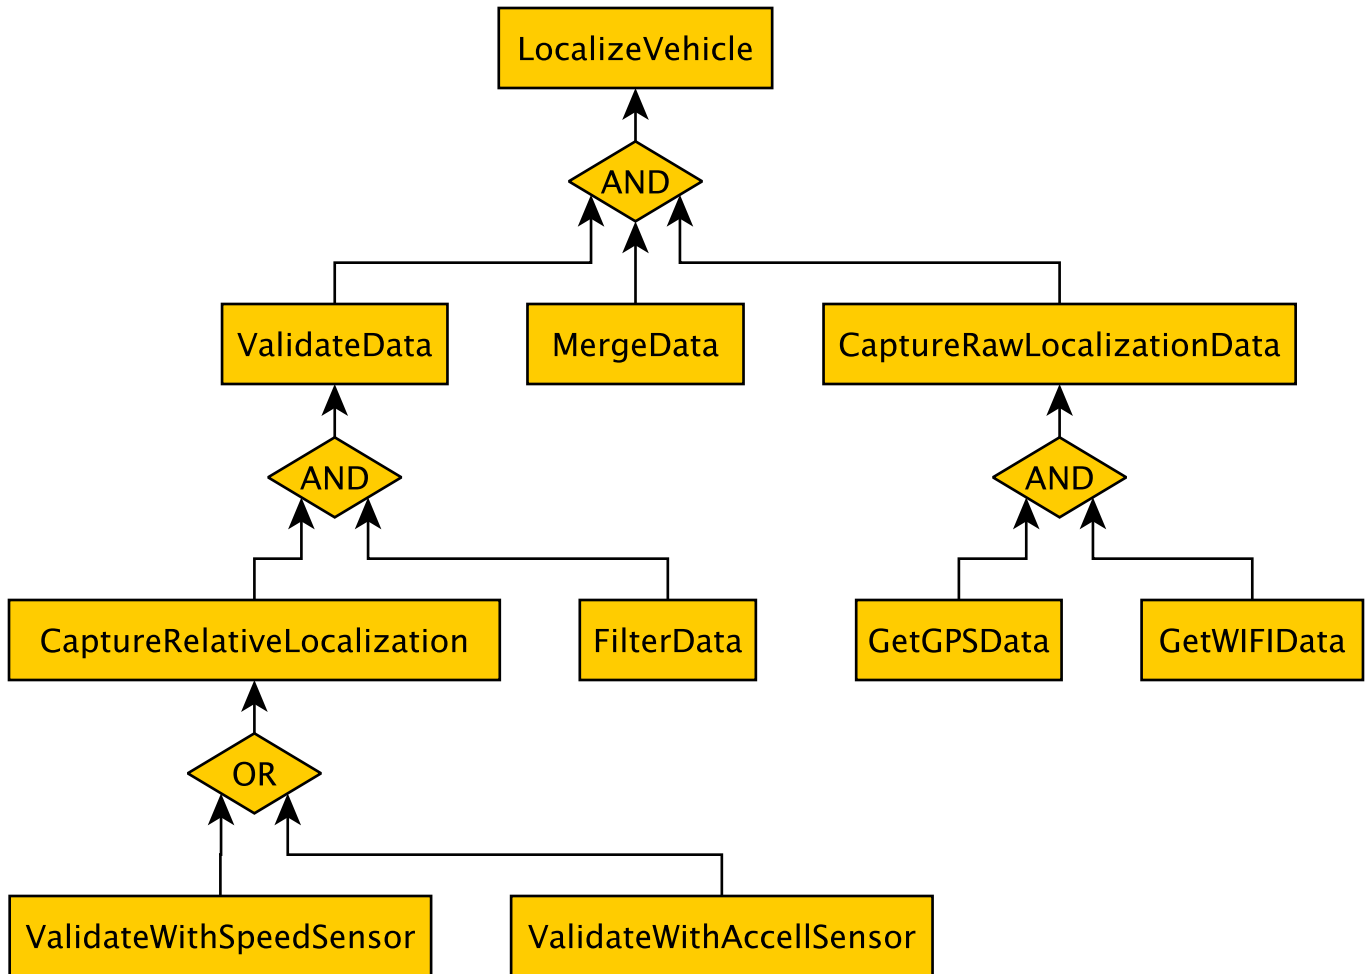 LocalizeVehicle
AND
ValidateData
MergeData
CaptureRawLocalizationData
AND
AND
CaptureRelativeLocalization
FilterData
GetGPSData
GetWIFIData
OR
ValidateWithSpeedSensor
ValidateWithAccellSensor